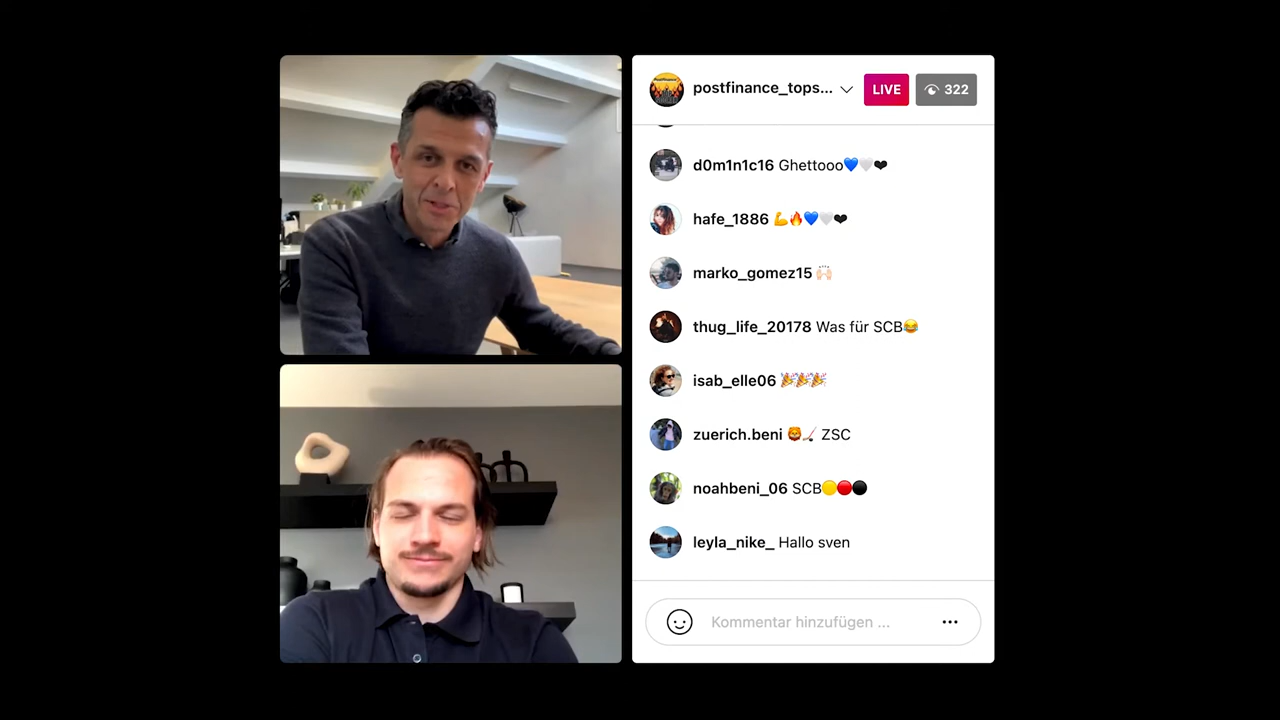 postfinance_tops...
LIVE
322
d0m1n1c16 Ghettooo💙🤍❤
hafe_1886 💪🔥💙🤍❤
marko_gomez15 🙌🏻
thug_life_20178 Was für SCB😂
isab_elle06 🎉🎉🎉
zuerich.beni 🦁🏒 ZSC
noahbeni_06 SCB🟡🔴⚫
leyla_nike_ Hallo sven
Kommentar hinzufügen ...